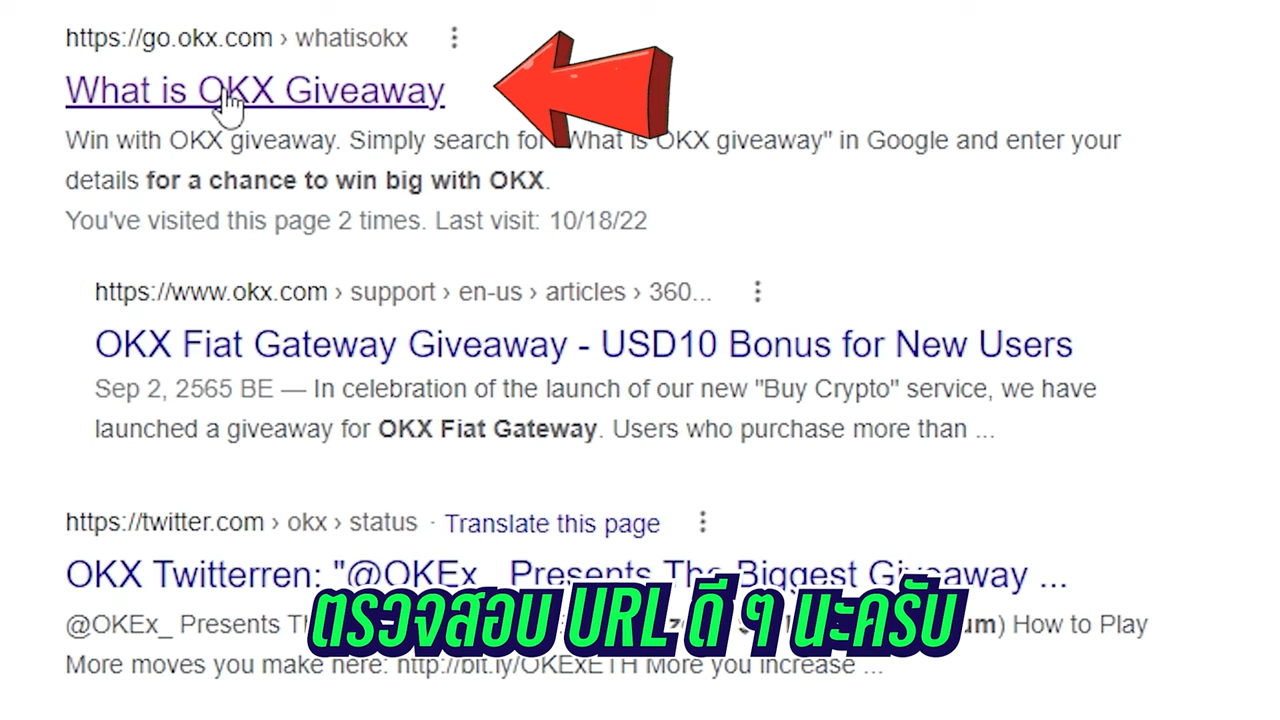 https://go.okx.com › whatisokx
What is OKX Giveaway
Win with OKX giveaway. Simply search for "What is OKX giveaway" in Google and enter your
details for a chance to win big with OKX.
You've visited this page 2 times. Last visit: 10/18/22
https://www.okx.com › support › en-us › articles › 360...
OKX Fiat Gateway Giveaway - USD10 Bonus for New Users
Sep 2, 2565 BE — In celebration of the launch of our new "Buy Crypto" service, we have
launched a giveaway for OKX Fiat Gateway. Users who purchase more than ...
https://twitter.com › okx › status · Translate this page
OKX Twitterren: "@OKEx_ Presents The Biggest Giveaway ...
@OKEx_ Presents How to Play
More moves you make here: http://bit.ly/OKExETH More you increase ...
ตรวจสอบ URL ดี ๆ นะครับ